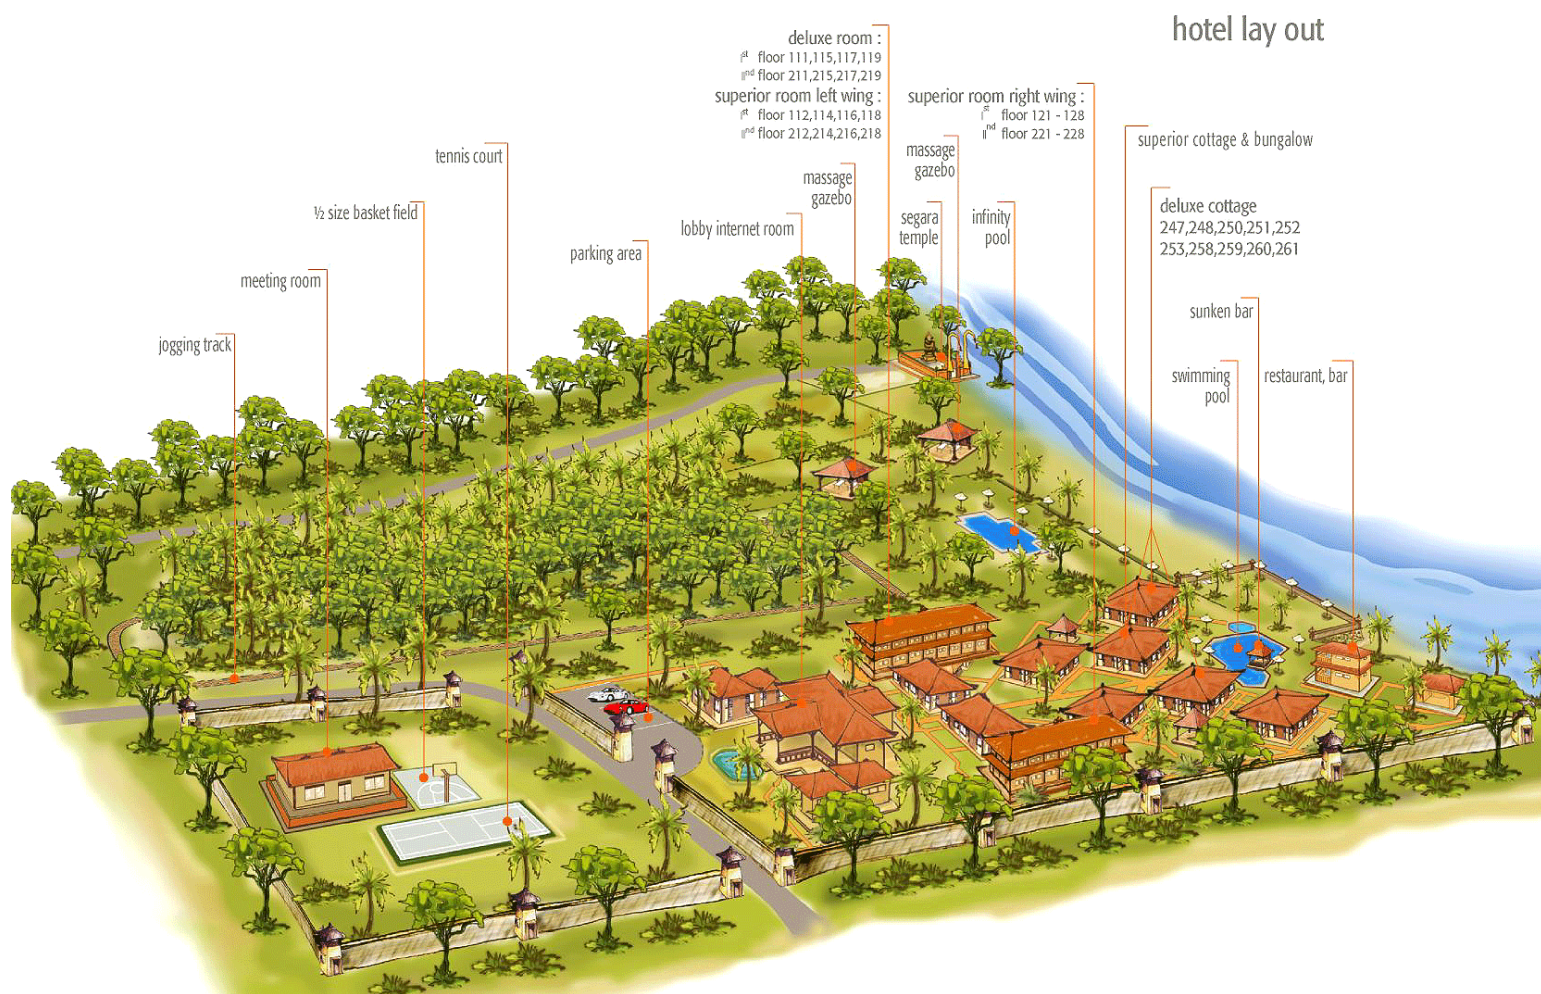 hotel lay out
deluxe room :
Ist floor 111,115,117,119
IInd floor 211,215,217,219
superior room left wing :
Ist floor 112,114,116,118
IInd floor 212,214,216,218
superior room right wing :
Ist floor 121 - 128
IInd floor 221 - 228
superior cottage & bungalow
tennis court
massage
gazebo
massage
gazebo
deluxe cottage
247,248,250,251,252
253,258,259,260,261
½ size basket field
lobby internet room
segara
temple
infinity
pool
parking area
meeting room
sunken bar
jogging track
swimming
pool
restaurant, bar